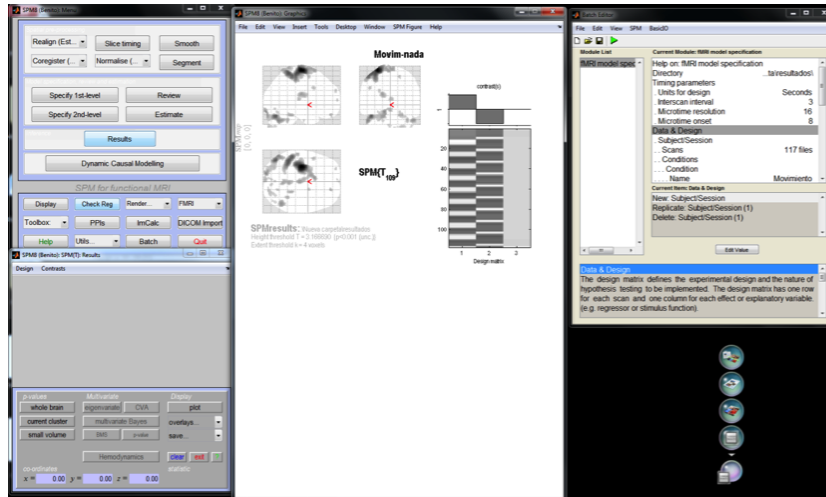 SPM8 (Benito): Menu
Realign (Est...
Slice timing
Smooth
Coregister (...
Normalise (...
Segment
Specify 1st-level
Review
Specify 2nd-level
Estimate
Results
Dynamic Causal Modelling
SPM for functional MRI
Display
Check Reg
Render...
FMRI
Toolbox:
PPIs
ImCalc
DICOM Import
Help
Utils...
Batch
Quit
SPM8 (Benito): SPM{T}: Results
Design Contrasts
p-values
Multivariate
Display
whole brain
eigenvariate
CVA
plot
current cluster
multivariate Bayes
overlays...
small volume
BMS
p-value
save...
Hemodynamics
clear
exit
co-ordinates
statistic
x = 0.00 y = 0.00 z = 0.00
SPM8 (Benito): Graphics
File Edit View Insert Tools Desktop Window SPM Figure Help
Movim-nada
contrast(s)
<
<
<
SPMmip
[0, 0, 0]
SPM{T109}
1
20
40
60
80
100
1 2 3
Design matrix
SPMresults:
Height threshold T = 3.166690 {p<0.001 (unc.)}
Extent threshold k = 4 voxels
Batch Editor
File Edit View SPM BasicIO
Module List
fMRI model spec
Current Module: fMRI model specification
Help on: fMRI model specification
Directory ...ta\resultados\
Timing parameters
. Units for design Seconds
. Interscan interval 3
. Microtime resolution 16
. Microtime onset 8
Data & Design
. Subject/Session
. . Scans 117 files
. . Conditions
. . . Condition
. . . . Name Movimiento
Current Item: Data & Design
New: Subject/Session
Replicate: Subject/Session (1)
Delete: Subject/Session (1)
Edit Value
Data & Design
The design matrix defines the experimental design and the nature of
hypothesis testing to be implemented. The design matrix has one row
for each scan and one column for each effect or explanatory variable.
(e.g. regressor or stimulus function).